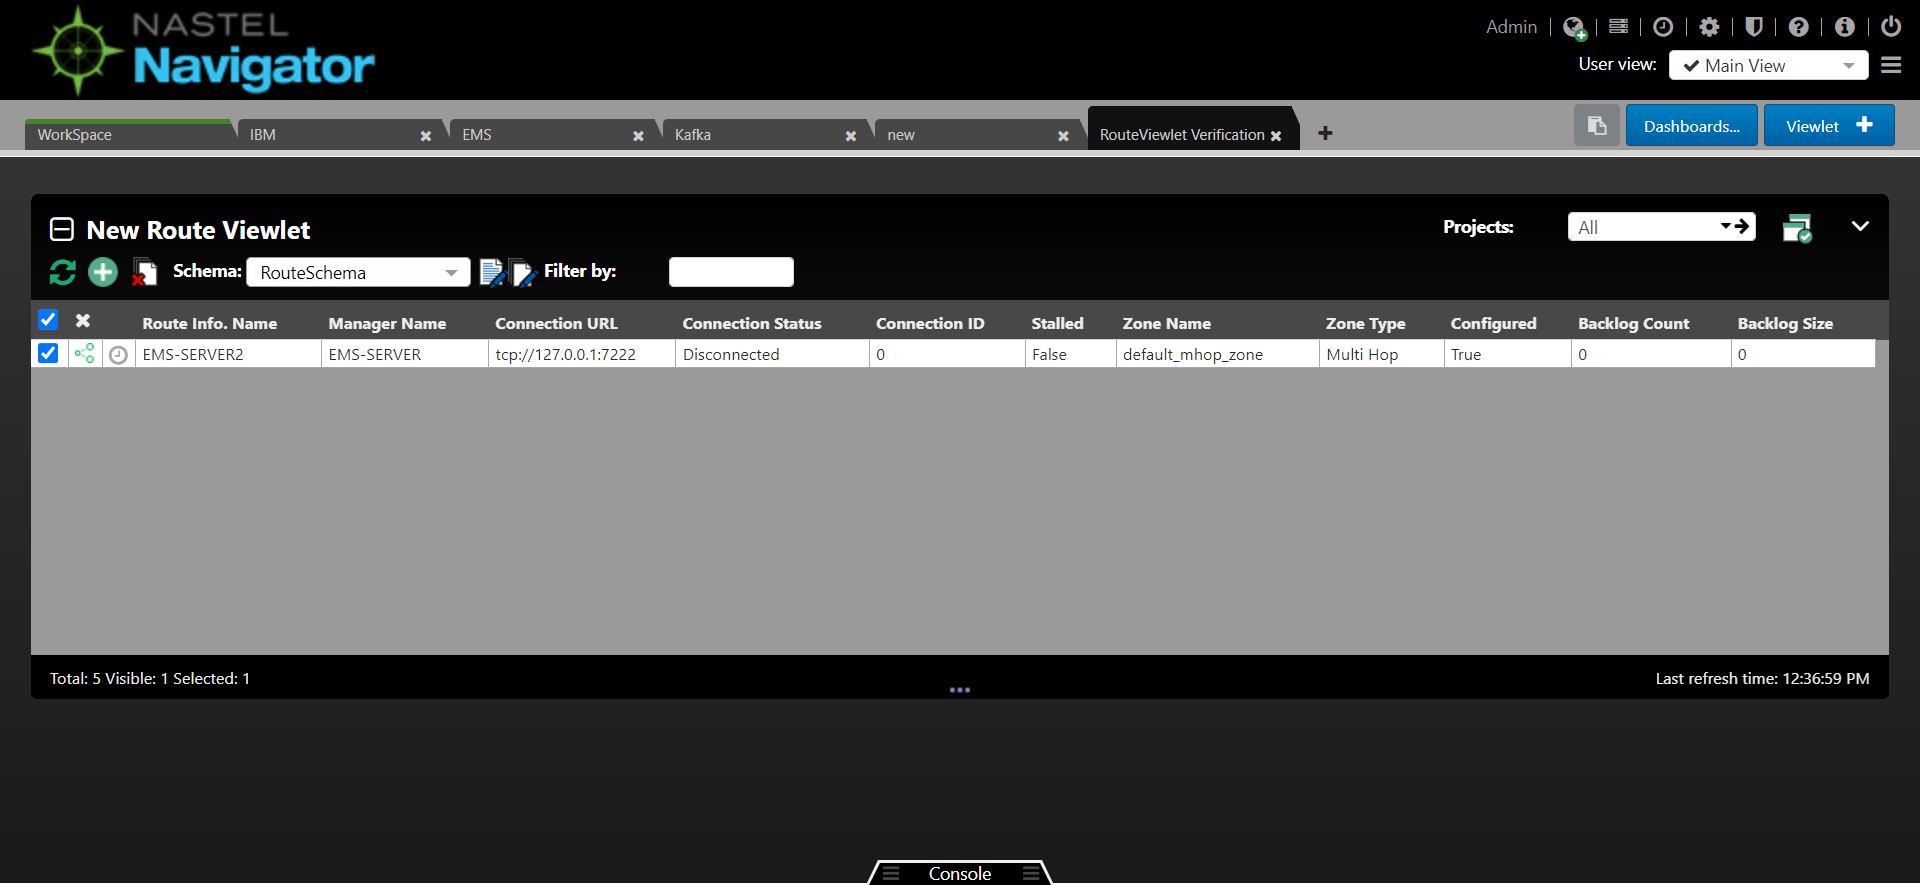 NASTEL
Navigator
Admin
User view: Main View
WorkSpace IBM EMS Kafka new RouteViewlet Verification Dashboards... Viewlet
New Route Viewlet Projects: All
Schema: RouteSchema Filter by:
Route Info. Name Manager Name Connection URL Connection Status Connection ID Stalled Zone Name Zone Type Configured Backlog Count Backlog Size
EMS-SERVER2 EMS-SERVER tcp://127.0.0.1:7222 Disconnected 0 False default_mhop_zone Multi Hop True 0 0
Total: 5 Visible: 1 Selected: 1 Last refresh time: 12:36:59 PM
Console